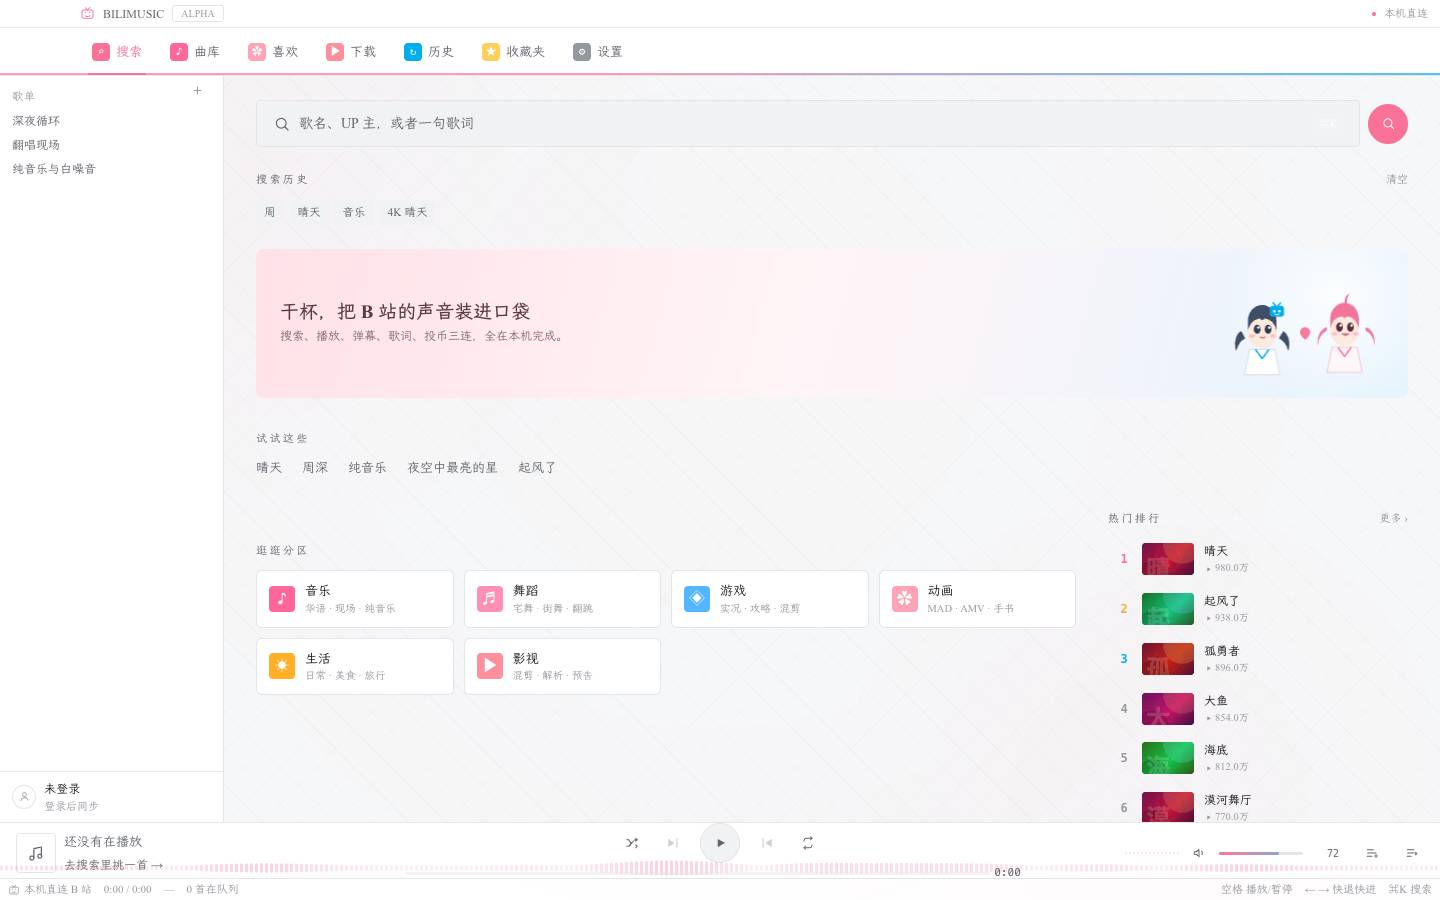 BILIMUSIC ALPHA
本机直连
搜索 曲库 喜欢 下载 历史 收藏夹 设置
歌单 +
深夜循环
翻唱现场
纯音乐与白噪音
歌名、UP 主，或者一句歌词
搜索历史 清空
周 晴天 音乐 4K 晴天
干杯，把 B 站的声音装进口袋
搜索、播放、弹幕、歌词、投币三连，全在本机完成。
试试这些
晴天 周深 纯音乐 夜空中最亮的星 起风了
逛逛分区
音乐
华语 · 现场 · 纯音乐
舞蹈
宅舞 · 街舞 · 翻跳
游戏
实况 · 攻略 · 混剪
动画
MAD · AMV · 手书
生活
日常 · 美食 · 旅行
影视
混剪 · 解析 · 预告
热门排行 更多 ›
1 晴天
▸ 980.0万
2 起风了
▸ 938.0万
3 孤勇者
▸ 896.0万
4 大鱼
▸ 854.0万
5 海底
▸ 812.0万
6 漠河舞厅
▸ 770.0万
未登录
登录后同步
还没有在播放
去搜索里挑一首 →
0:00
72
本机直连 B 站 0:00 / 0:00 — 0 首在队列
空格 播放/暂停 ← → 快退快进 ⌘K 搜索